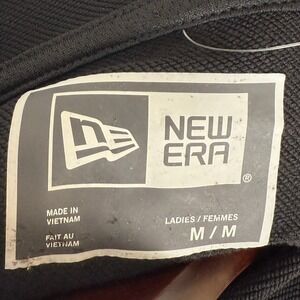 NEW
ERA
®
MADE IN
VIETNAM
FAIT AU
VIETNAM
LADIES / FEMMES
M / M